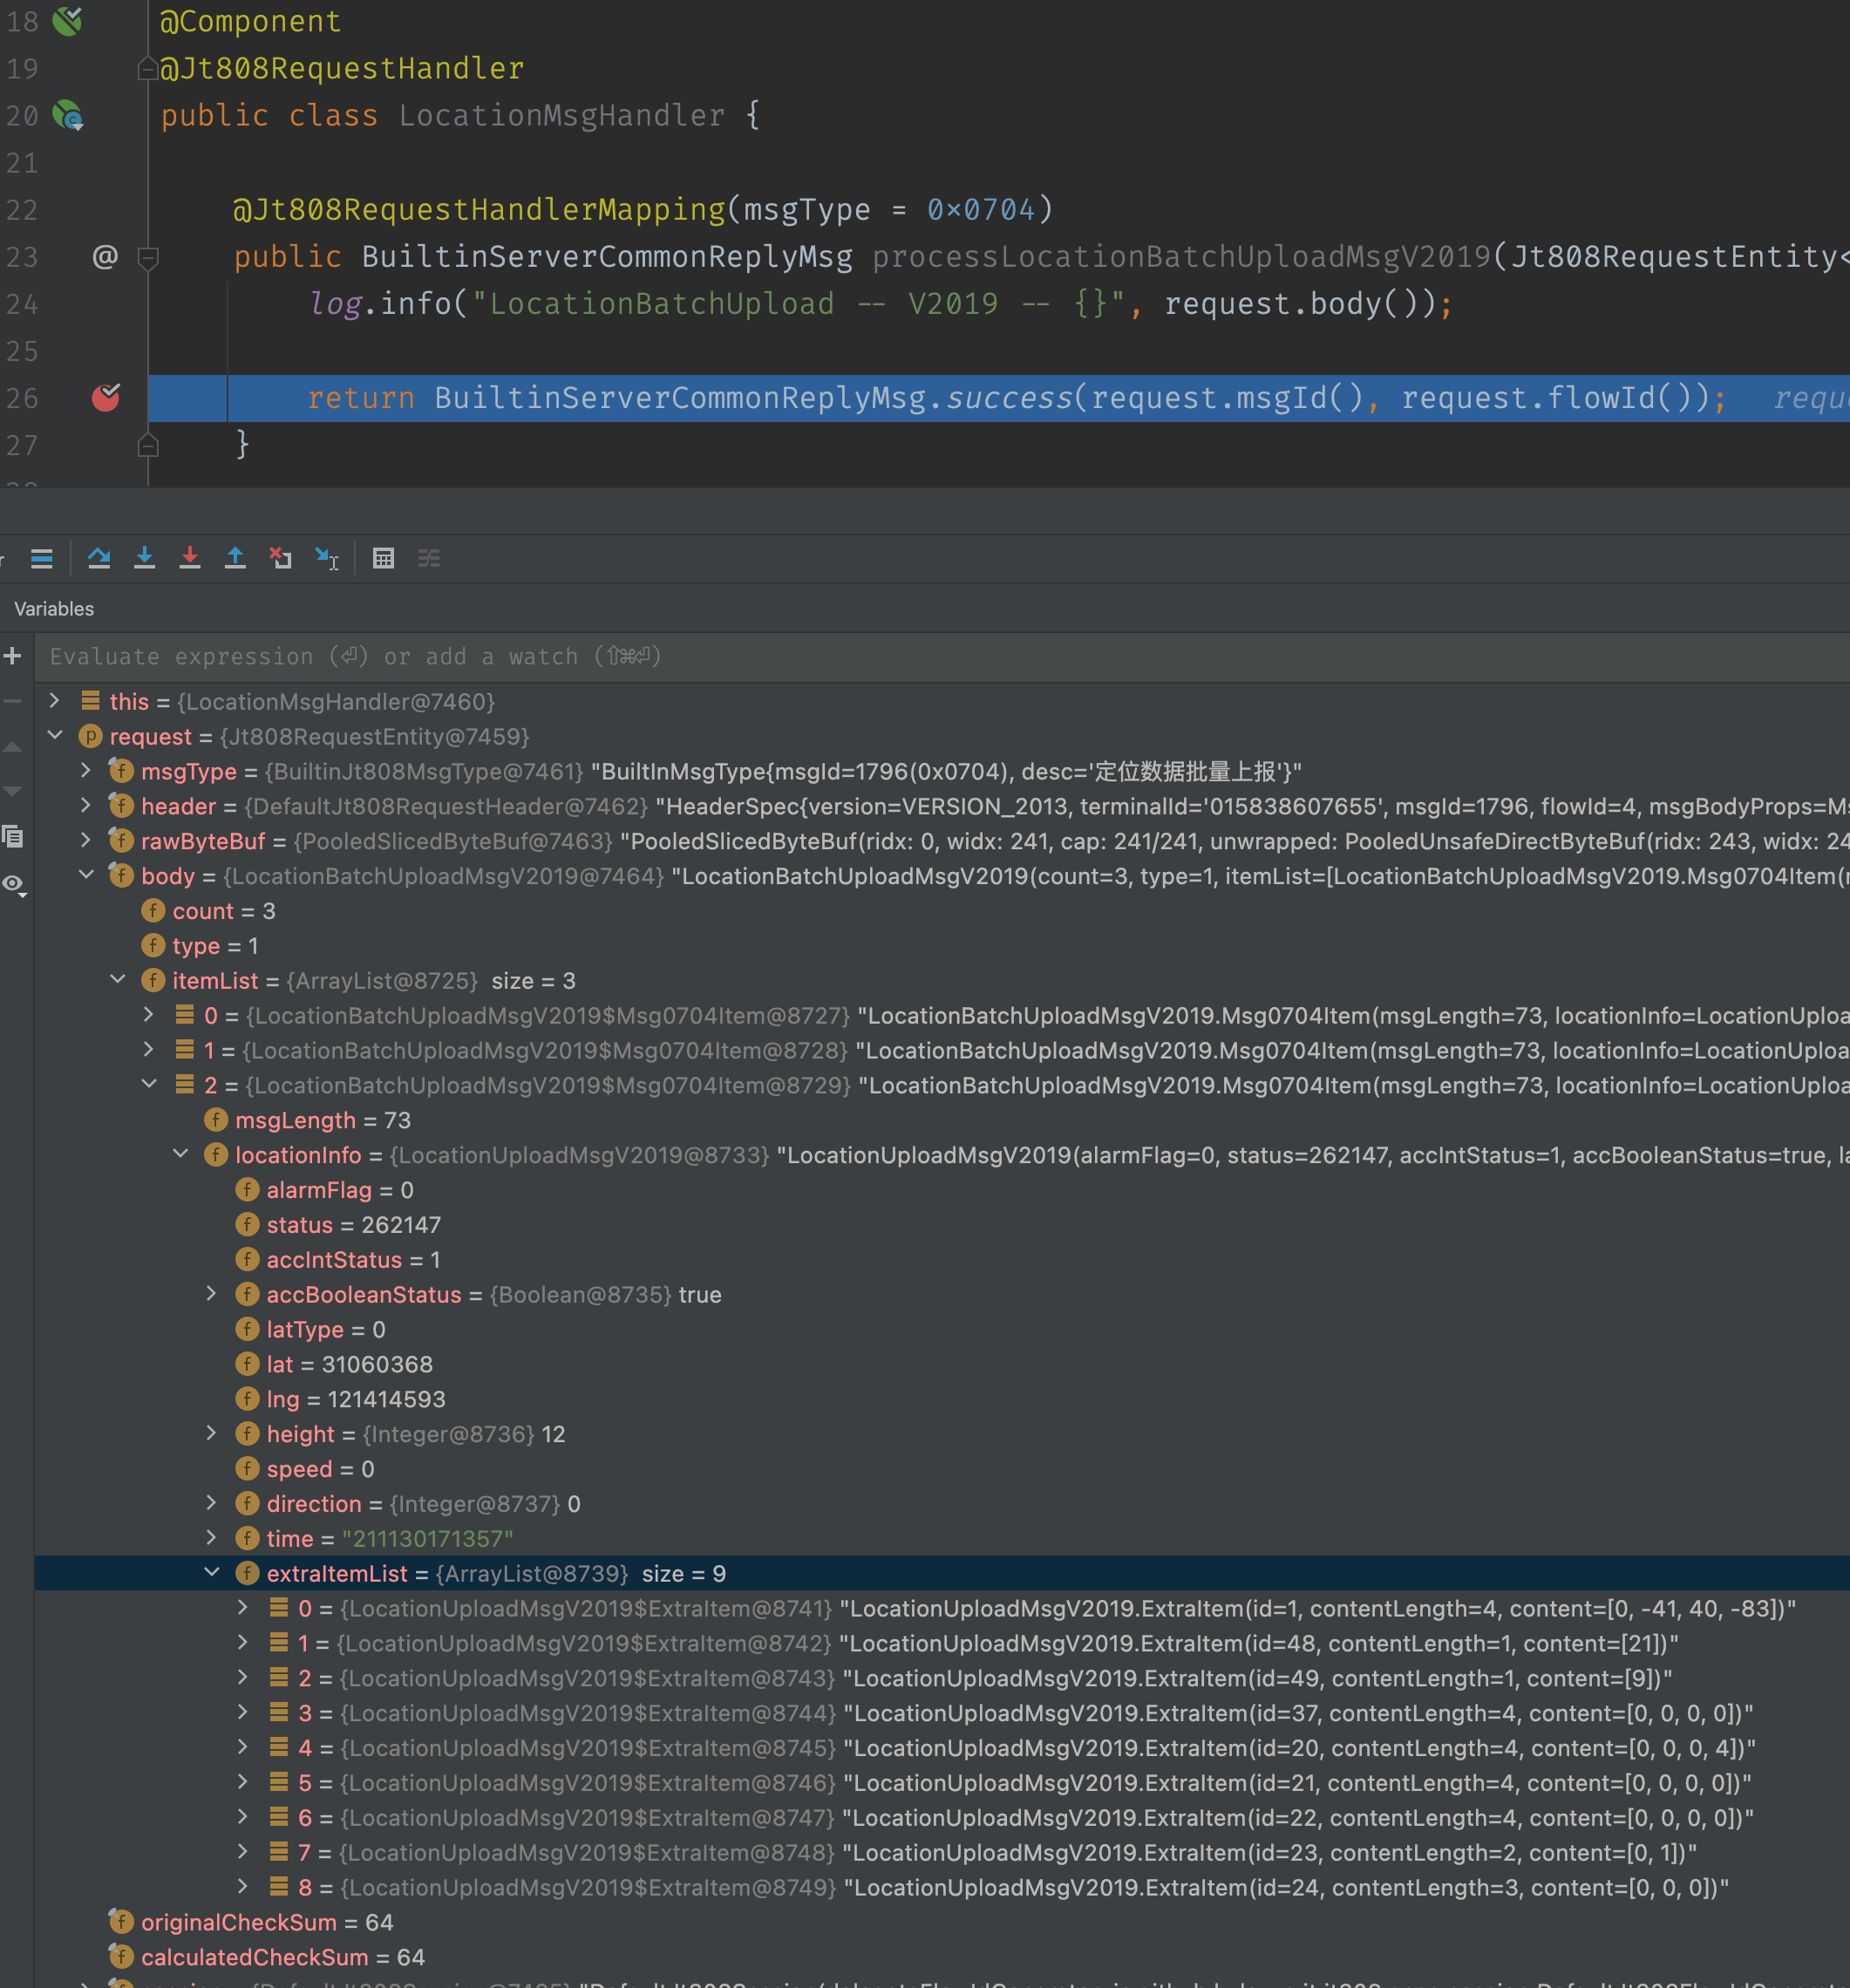 18 @Component
19 @Jt808RequestHandler
20 public class LocationMsgHandler {
21
22 @Jt808RequestHandlerMapping(msgType = 0×0704)
23 @ public BuiltinServerCommonReplyMsg processLocationBatchUploadMsgV2019(Jt808RequestEntity<
24 log.info("LocationBatchUpload -- V2019 -- {}", request.body());
25
26 return BuiltinServerCommonReplyMsg.success(request.msgId(), request.flowId()); requ
27 }
Variables
Evaluate expression (⏎) or add a watch (⇧⌘⏎)
this = {LocationMsgHandler@7460}
request = {Jt808RequestEntity@7459}
msgType = {BuiltinJt808MsgType@7461} "BuiltInMsgType{msgId=1796(0x0704), desc='定位数据批量上报'}"
header = {DefaultJt808RequestHeader@7462} "HeaderSpec{version=VERSION_2013, terminalId='015838607655', msgId=1796, flowId=4, msgBodyProps=Ms
rawByteBuf = {PooledSlicedByteBuf@7463} "PooledSlicedByteBuf(ridx: 0, widx: 241, cap: 241/241, unwrapped: PooledUnsafeDirectByteBuf(ridx: 243, widx: 24
body = {LocationBatchUploadMsgV2019@7464} "LocationBatchUploadMsgV2019(count=3, type=1, itemList=[LocationBatchUploadMsgV2019.Msg0704Item(
count = 3
type = 1
itemList = {ArrayList@8725} size = 3
0 = {LocationBatchUploadMsgV2019$Msg0704Item@8727} "LocationBatchUploadMsgV2019.Msg0704Item(msgLength=73, locationInfo=LocationUploa
1 = {LocationBatchUploadMsgV2019$Msg0704Item@8728} "LocationBatchUploadMsgV2019.Msg0704Item(msgLength=73, locationInfo=LocationUploa
2 = {LocationBatchUploadMsgV2019$Msg0704Item@8729} "LocationBatchUploadMsgV2019.Msg0704Item(msgLength=73, locationInfo=LocationUploa
msgLength = 73
locationInfo = {LocationUploadMsgV2019@8733} "LocationUploadMsgV2019(alarmFlag=0, status=262147, accIntStatus=1, accBooleanStatus=true, la
alarmFlag = 0
status = 262147
accIntStatus = 1
accBooleanStatus = {Boolean@8735} true
latType = 0
lat = 31060368
lng = 121414593
height = {Integer@8736} 12
speed = 0
direction = {Integer@8737} 0
time = "211130171357"
extraItemList = {ArrayList@8739} size = 9
0 = {LocationUploadMsgV2019$ExtraItem@8741} "LocationUploadMsgV2019.ExtraItem(id=1, contentLength=4, content=[0, -41, 40, -83])"
1 = {LocationUploadMsgV2019$ExtraItem@8742} "LocationUploadMsgV2019.ExtraItem(id=48, contentLength=1, content=[21])"
2 = {LocationUploadMsgV2019$ExtraItem@8743} "LocationUploadMsgV2019.ExtraItem(id=49, contentLength=1, content=[9])"
3 = {LocationUploadMsgV2019$ExtraItem@8744} "LocationUploadMsgV2019.ExtraItem(id=37, contentLength=4, content=[0, 0, 0, 0])"
4 = {LocationUploadMsgV2019$ExtraItem@8745} "LocationUploadMsgV2019.ExtraItem(id=20, contentLength=4, content=[0, 0, 0, 4])"
5 = {LocationUploadMsgV2019$ExtraItem@8746} "LocationUploadMsgV2019.ExtraItem(id=21, contentLength=4, content=[0, 0, 0, 0])"
6 = {LocationUploadMsgV2019$ExtraItem@8747} "LocationUploadMsgV2019.ExtraItem(id=22, contentLength=4, content=[0, 0, 0, 0])"
7 = {LocationUploadMsgV2019$ExtraItem@8748} "LocationUploadMsgV2019.ExtraItem(id=23, contentLength=2, content=[0, 1])"
8 = {LocationUploadMsgV2019$ExtraItem@8749} "LocationUploadMsgV2019.ExtraItem(id=24, contentLength=3, content=[0, 0, 0])"
originalCheckSum = 64
calculatedCheckSum = 64